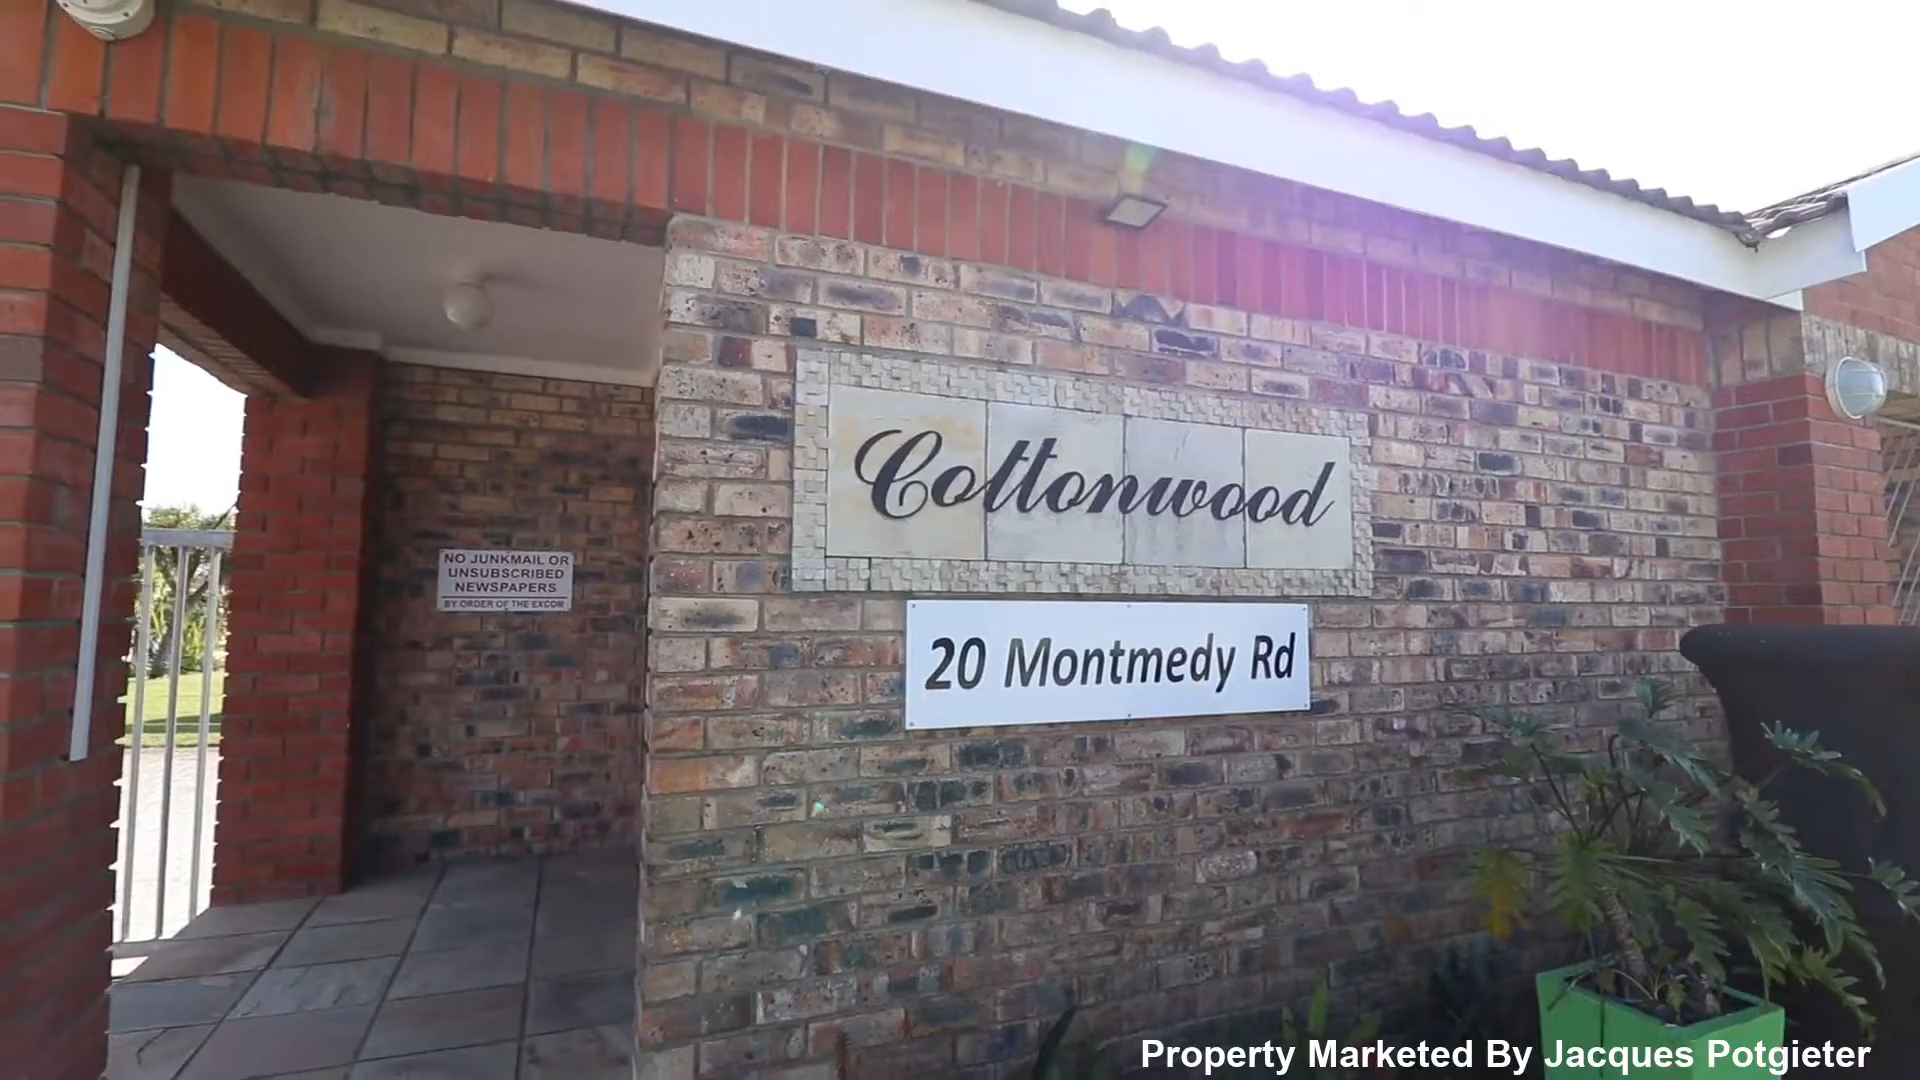 Cottonwood
20 Montmedy Rd
NO JUNKMAIL OR
UNSUBSCRIBED
NEWSPAPERS
BY ORDER OF THE EXCOM
Property Marketed By Jacques Potgieter